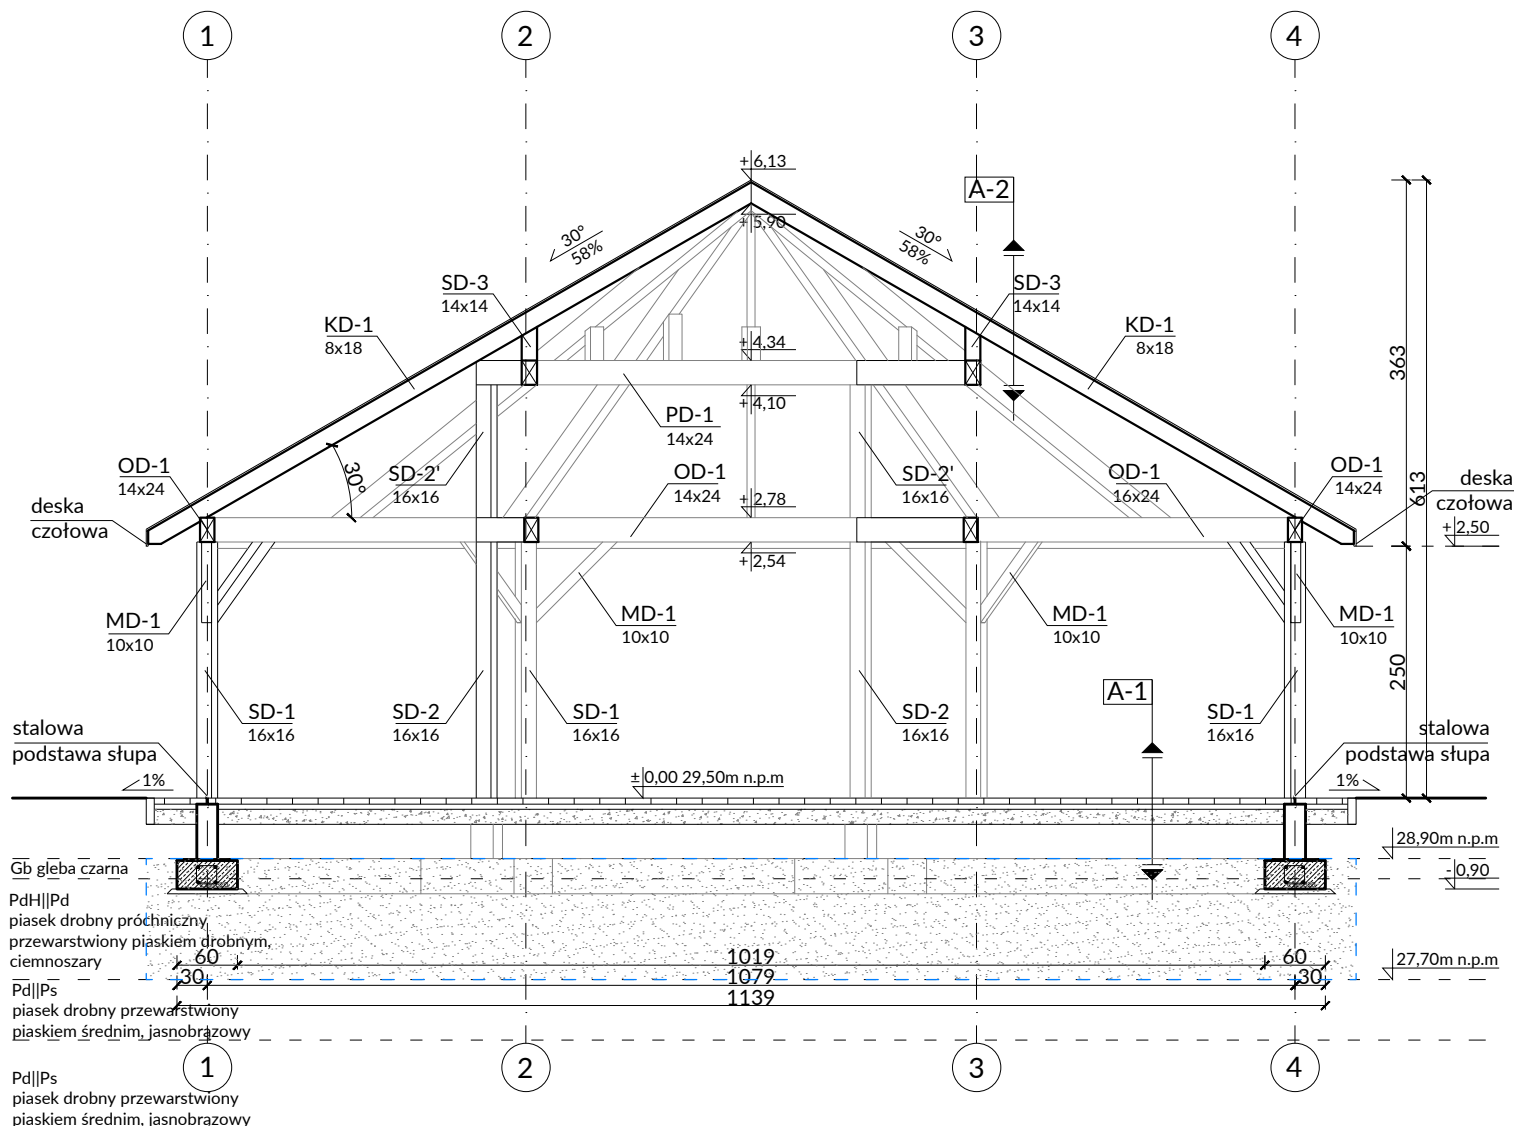 1
2
3
4
+6,13
A-2
30°
58%
+5,90
30°
58%
SD-3
14x14
SD-3
14x14
KD-1
8x18
KD-1
8x18
+4,34
363
+4,10
PD-1
14x24
OD-1
14x24
30°
SD-2'
16x16
OD-1
14x24
SD-2'
16x16
OD-1
16x24
OD-1
14x24
613
deska
czołowa
deska
czołowa
+2,78
+2,50
+2,54
MD-1
10x10
MD-1
10x10
MD-1
10x10
MD-1
10x10
250
A-1
SD-1
16x16
SD-2
16x16
SD-1
16x16
SD-2
16x16
SD-1
16x16
stalowa
podstawa słupa
stalowa
podstawa słupa
1%
±0,00 29,50m n.p.m
1%
28,90m n.p.m
Gb gleba czarna
-0,90
PdH||Pd
piasek drobny próchniczny
przewarstwiony piaskiem drobnym,
ciemnoszary
60
1019
60
27,70m n.p.m
30
1079
30
1139
Pd||Ps
piasek drobny przewarstwiony
piaskiem średnim, jasnobrązowy
1
2
3
4
Pd||Ps
piasek drobny przewarstwiony
piaskiem średnim, jasnobrązowy